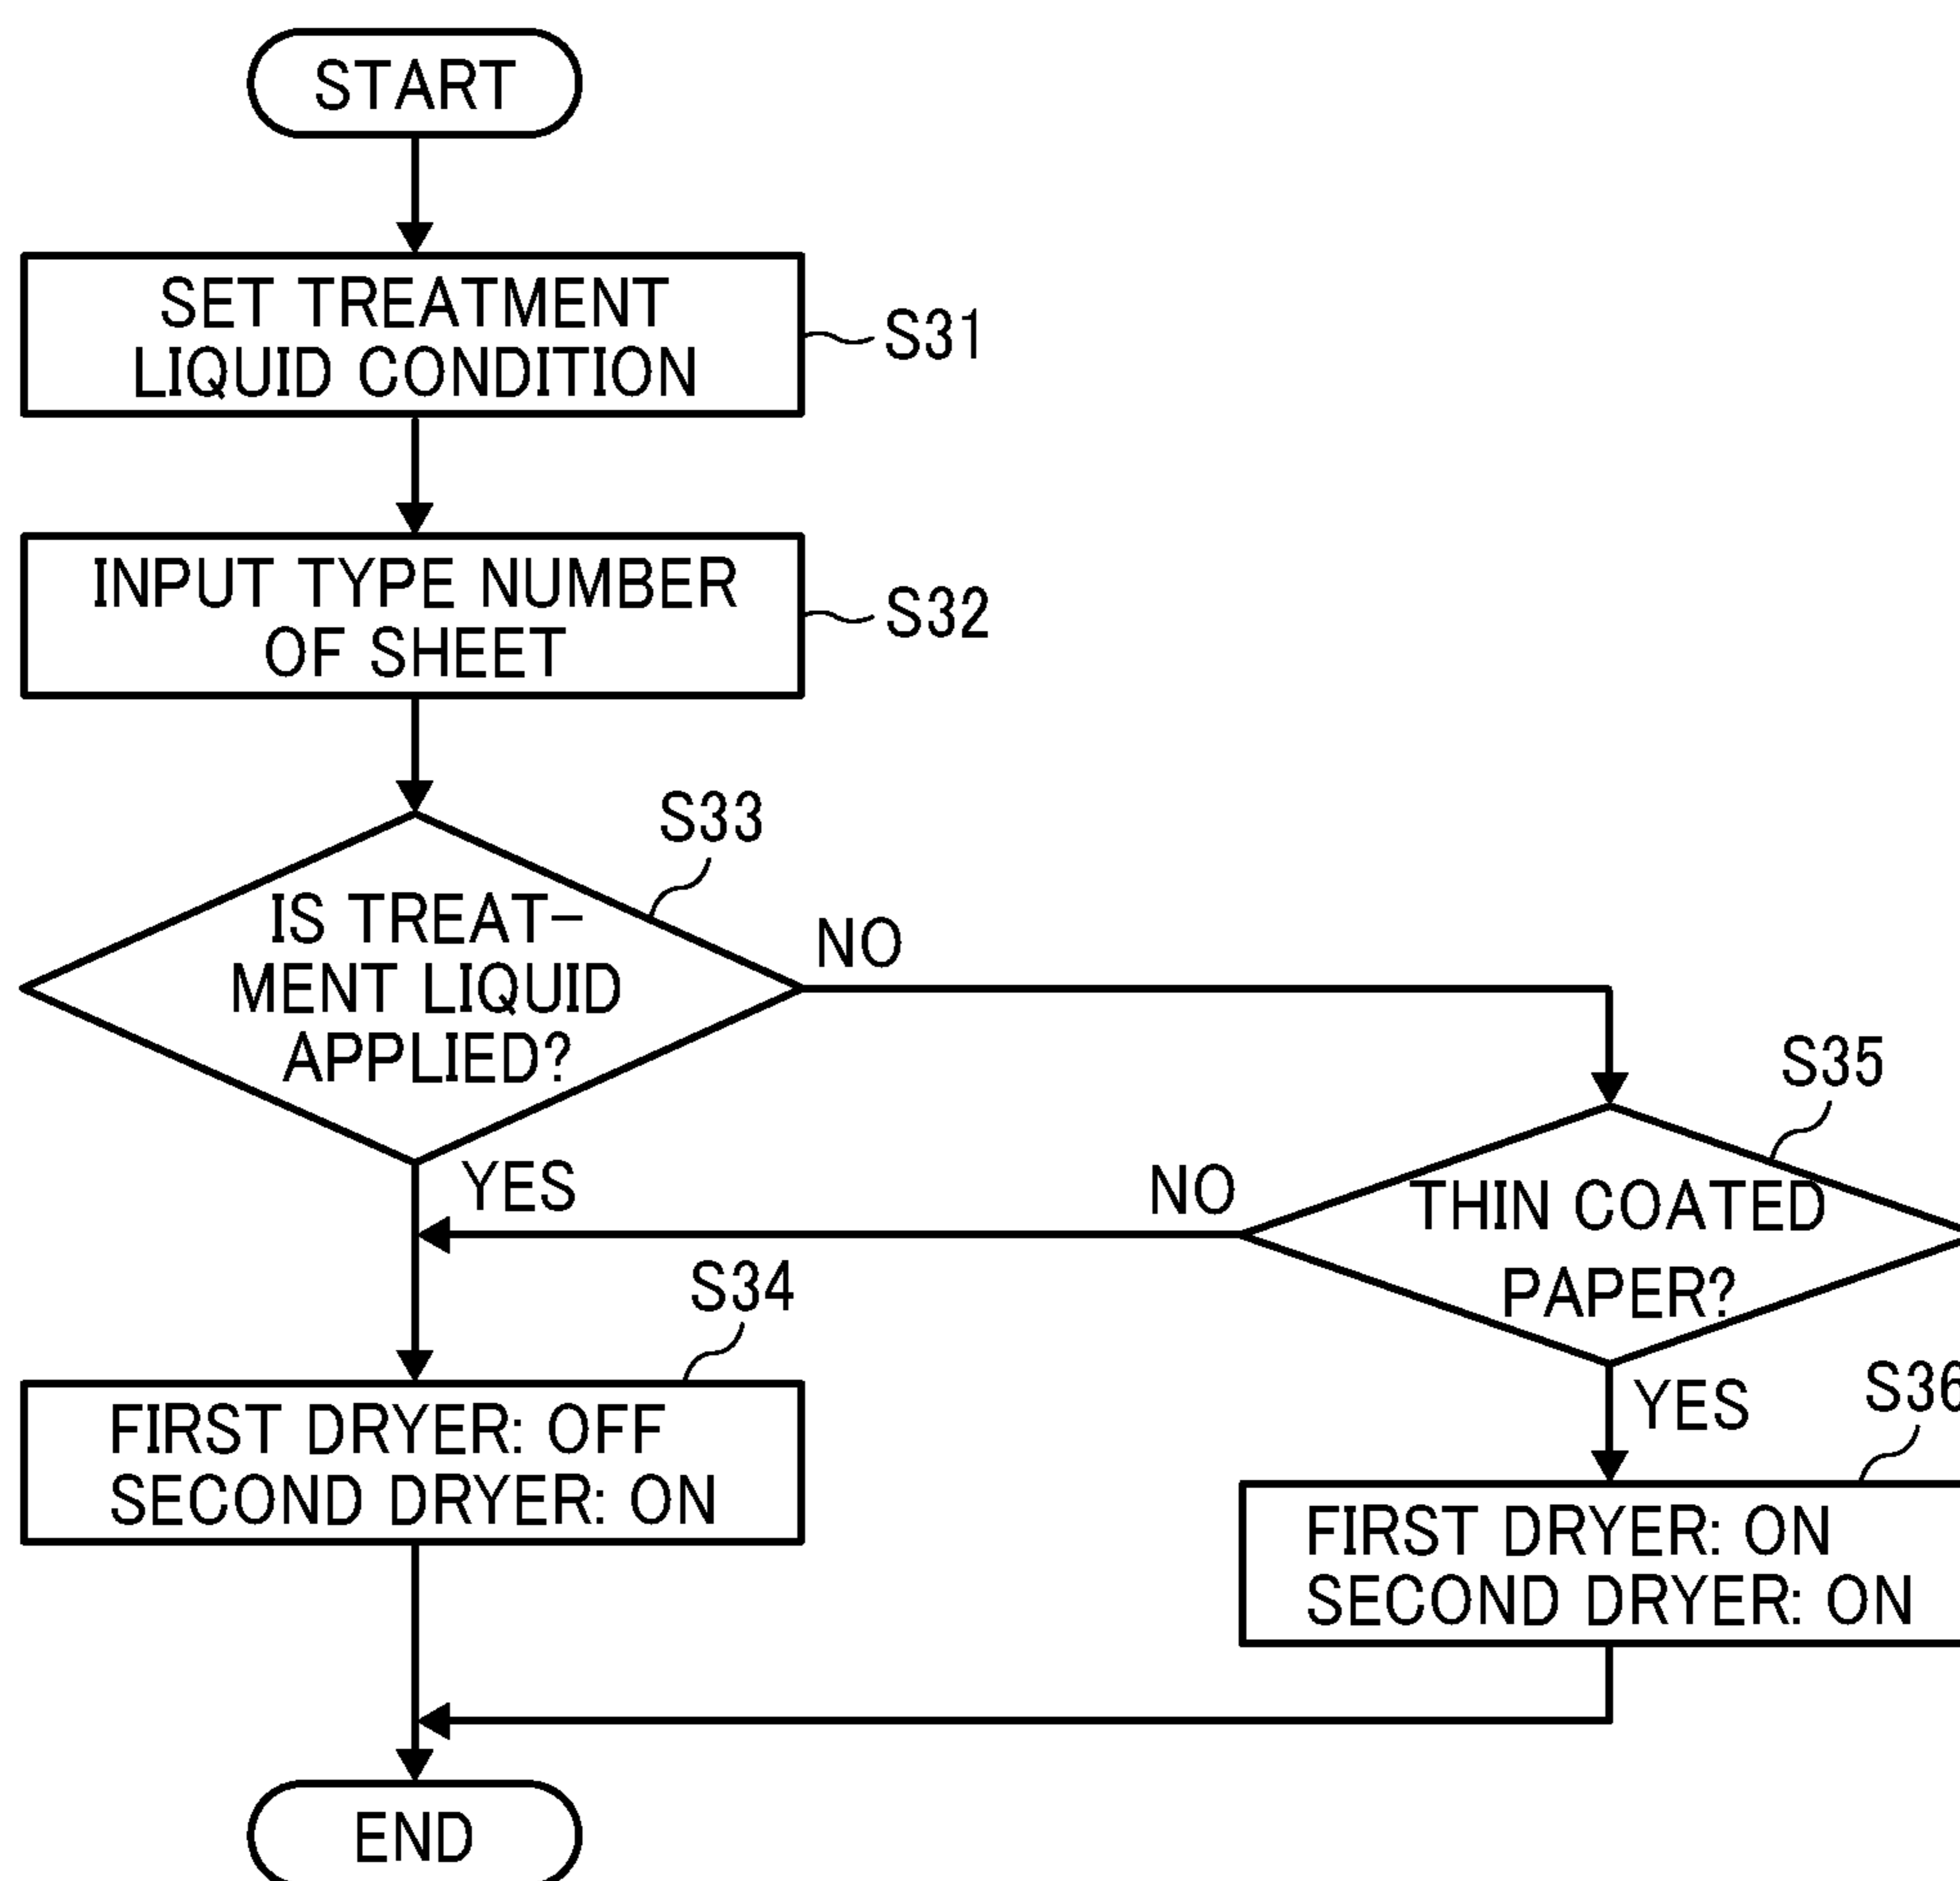 START
SET TREATMENT
LIQUID CONDITION
S31
INPUT TYPE NUMBER
OF SHEET
S32
S33
IS TREAT-
MENT LIQUID
APPLIED?
NO
YES
S35
THIN COATED
PAPER?
NO
YES
S34
FIRST DRYER: OFF
SECOND DRYER: ON
S36
FIRST DRYER: ON
SECOND DRYER: ON
END